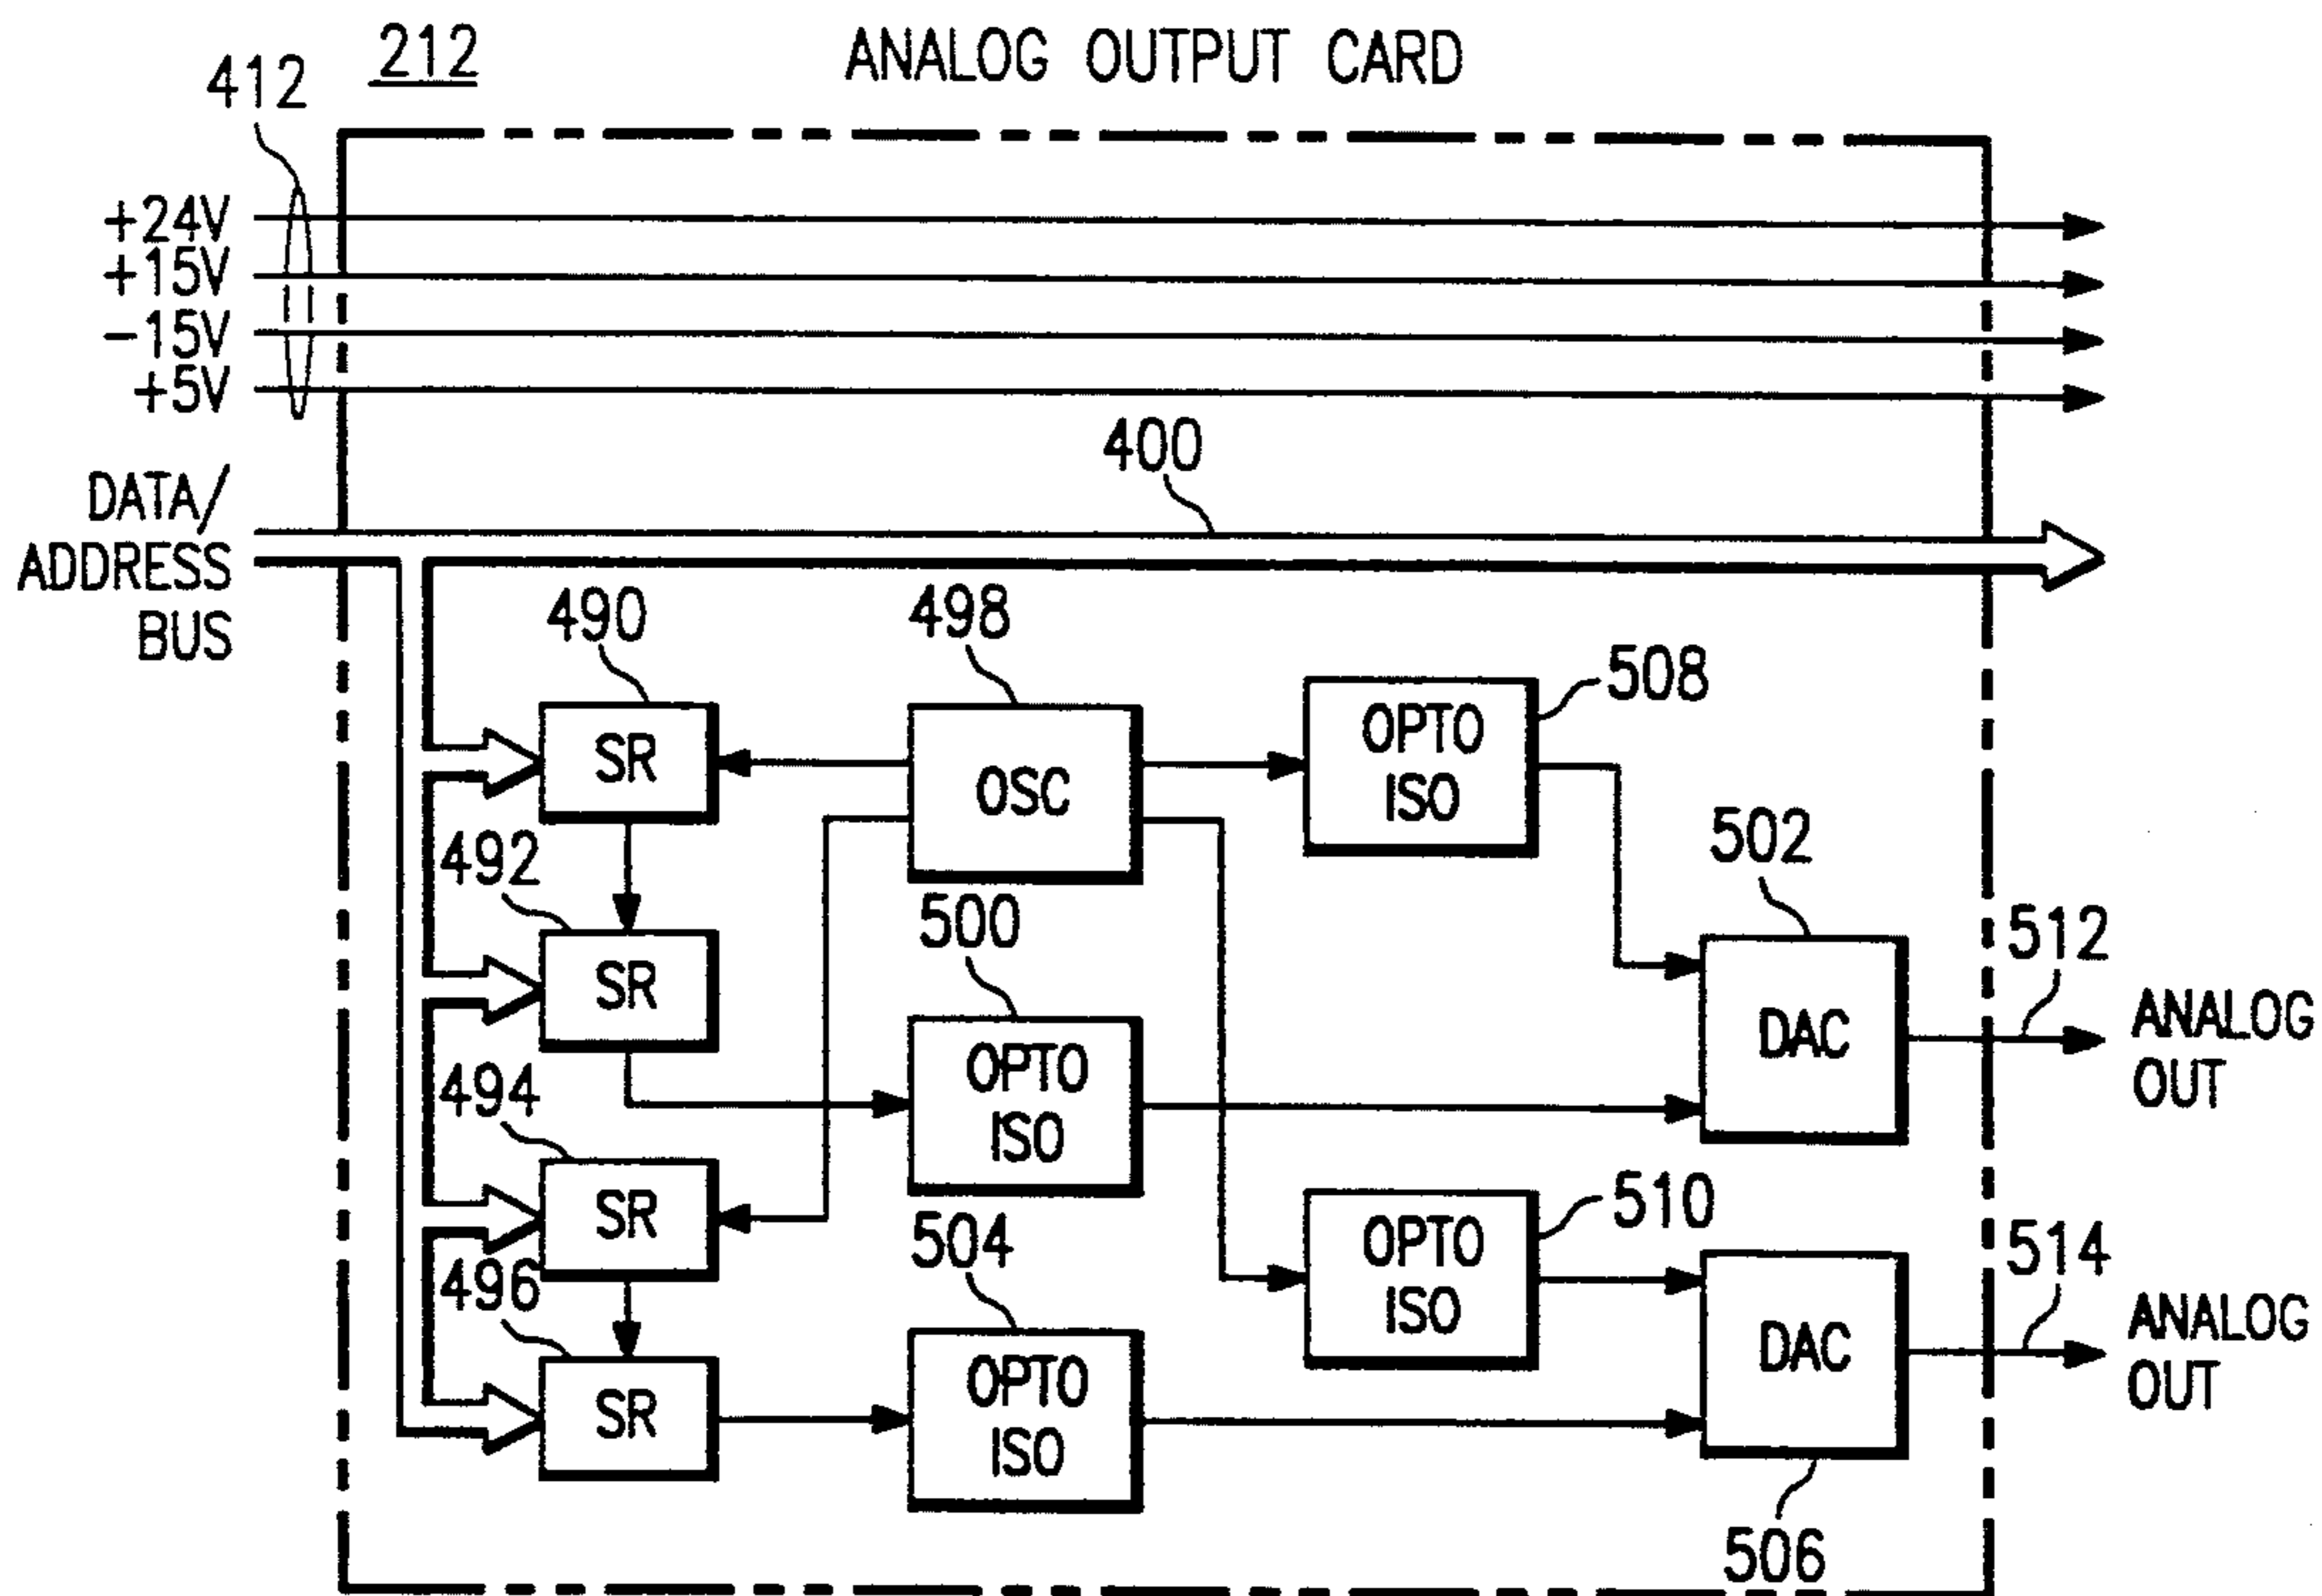 212
ANALOG OUTPUT CARD
412
+24V
+15V
-15V
+5V
400
DATA/
ADDRESS
BUS
490
498
508
SR
OSC
OPTO
ISO
492
500
502
512
SR
OPTO
ISO
DAC
ANALOG
OUT
494
510
SR
OPTO
ISO
496
504
514
SR
OPTO
ISO
DAC
ANALOG
OUT
506